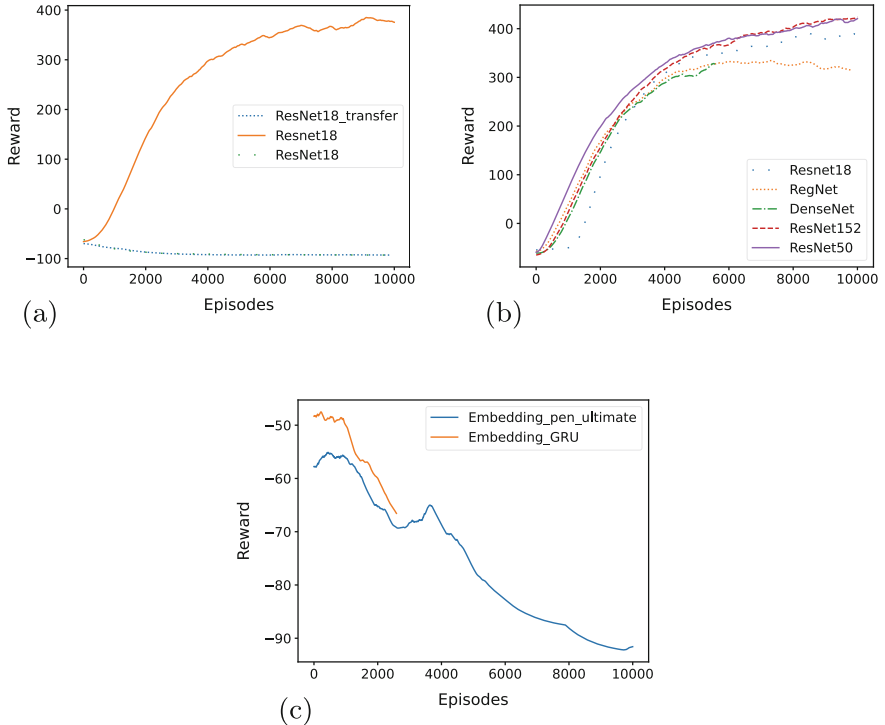 400
300
200
100
0
−100
Reward
ResNet18_transfer
Resnet18
ResNet18
0 2000 4000 6000 8000 10000
Episodes
(a)
400
300
200
100
0
Reward
Resnet18
RegNet
DenseNet
ResNet152
ResNet50
0 2000 4000 6000 8000 10000
Episodes
(b)
−50
−60
−70
−80
−90
Reward
Embedding_pen_ultimate
Embedding_GRU
0 2000 4000 6000 8000 10000
Episodes
(c)